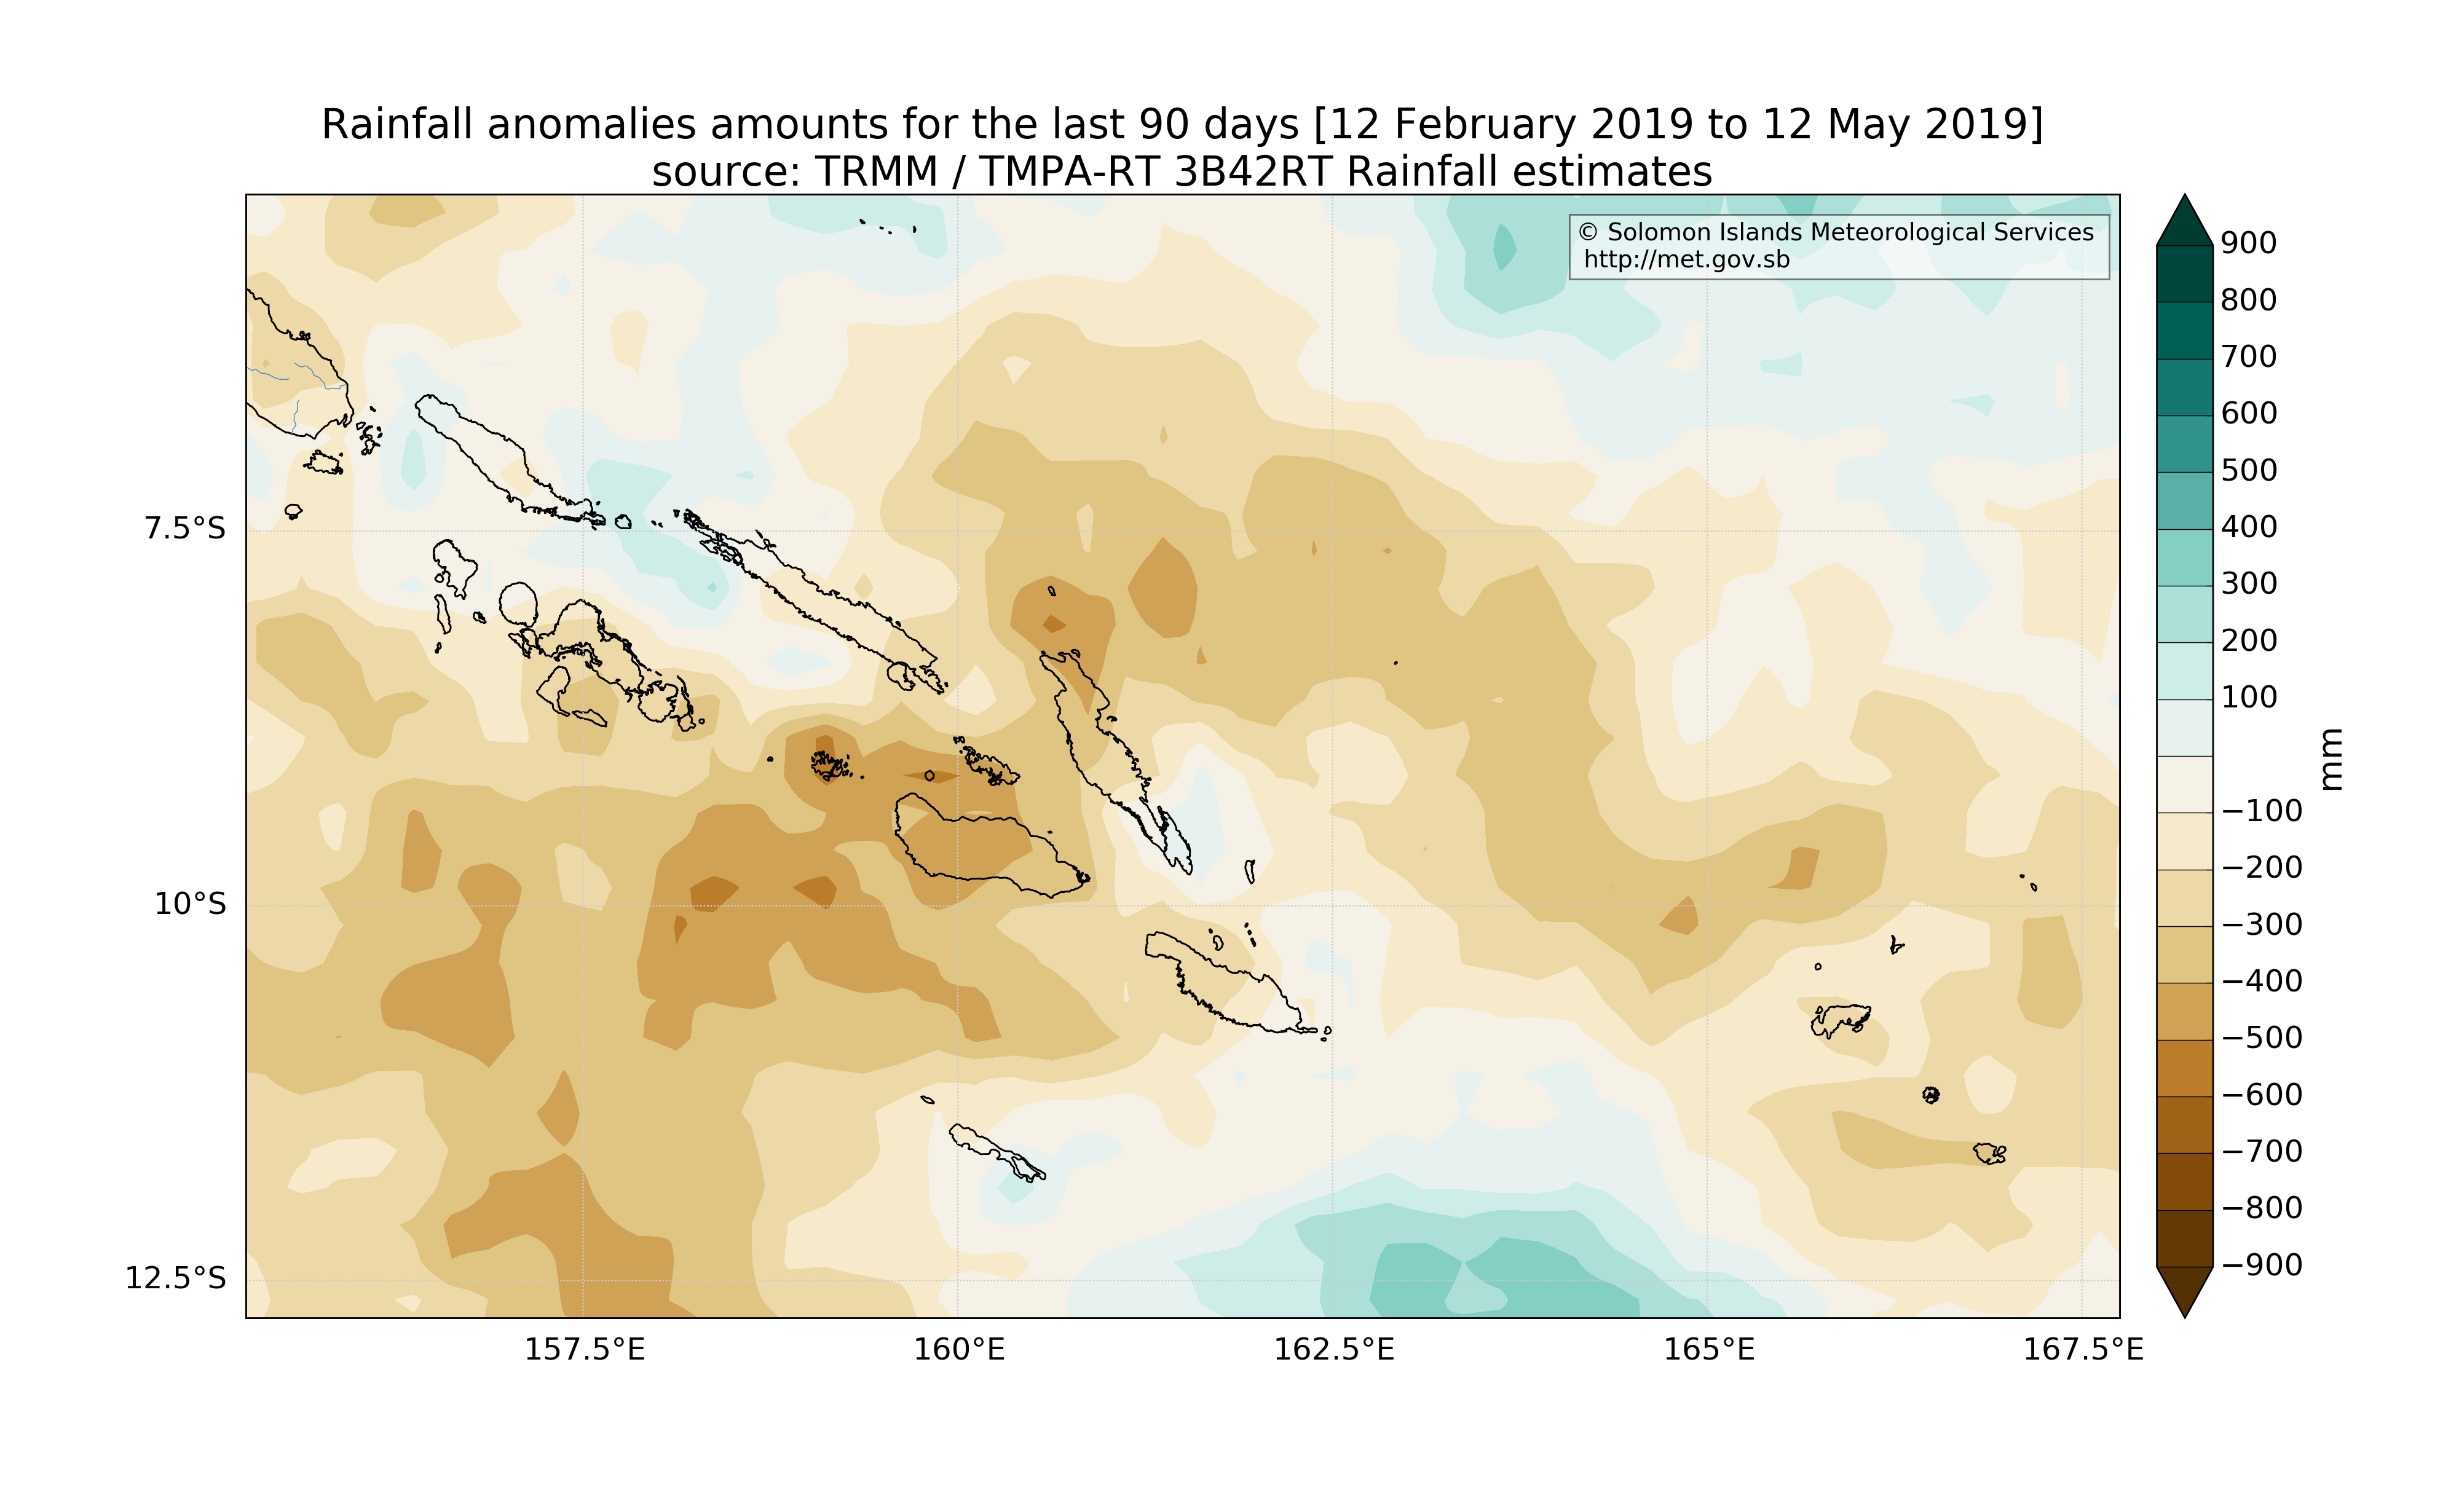 Rainfall anomalies amounts for the last 90 days [12 February 2019 to 12 May 2019]
source: TRMM / TMPA-RT 3B42RT Rainfall estimates
© Solomon Islands Meteorological Services
http://met.gov.sb
7.5°S
10°S
12.5°S
157.5°E
160°E
162.5°E
165°E
167.5°E
900
800
700
600
500
400
300
200
100
−100
−200
−300
−400
−500
−600
−700
−800
−900
mm